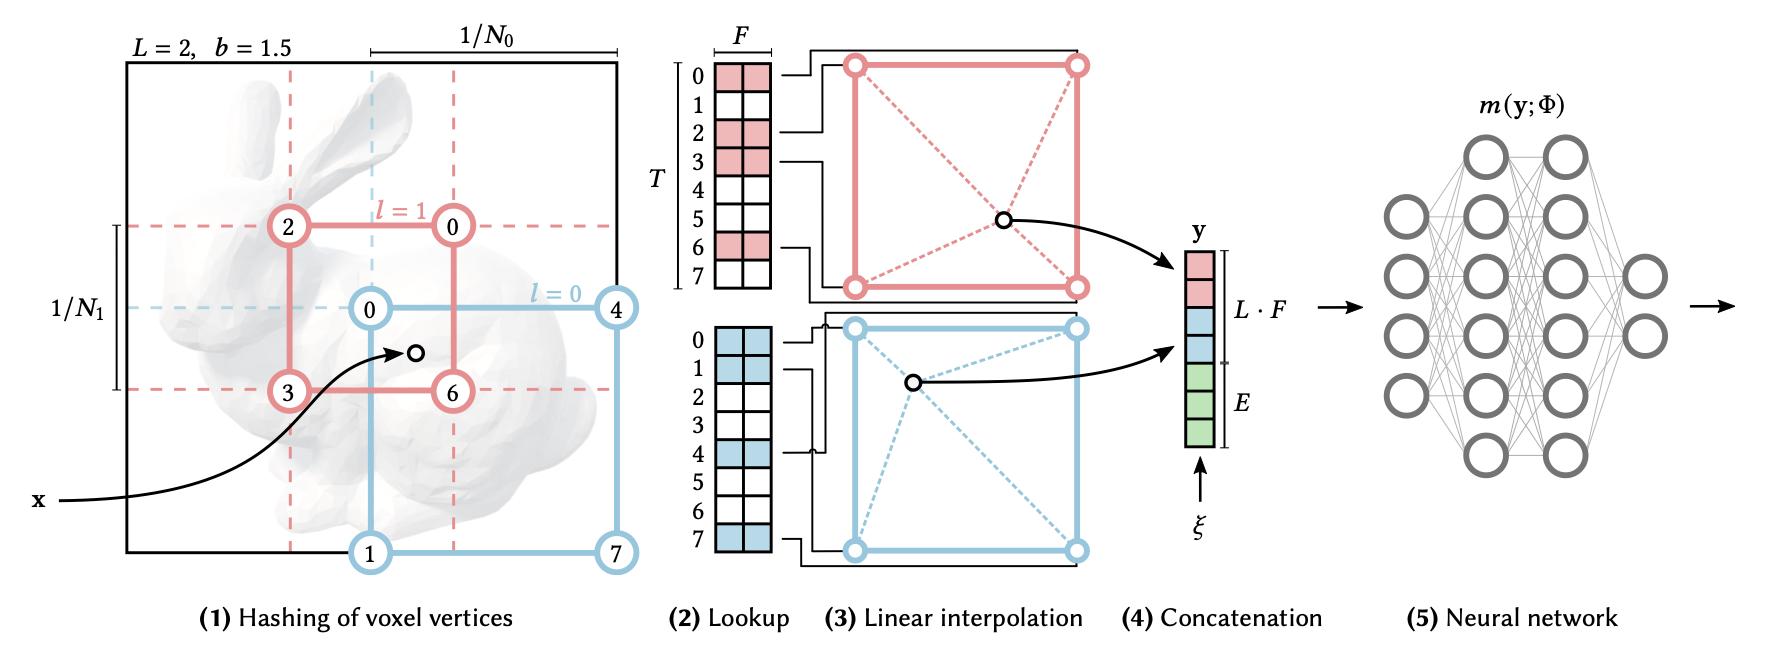 L = 2, b = 1.5
1/N₀
l = 1
2
0
1/N₁
l = 0
0
4
3
6
x
1
7
F
T
0
1
2
3
4
5
6
7
0
1
2
3
4
5
6
7
y
L · F
E
ξ
m(y; Φ)
(1) Hashing of voxel vertices
(2) Lookup
(3) Linear interpolation
(4) Concatenation
(5) Neural network